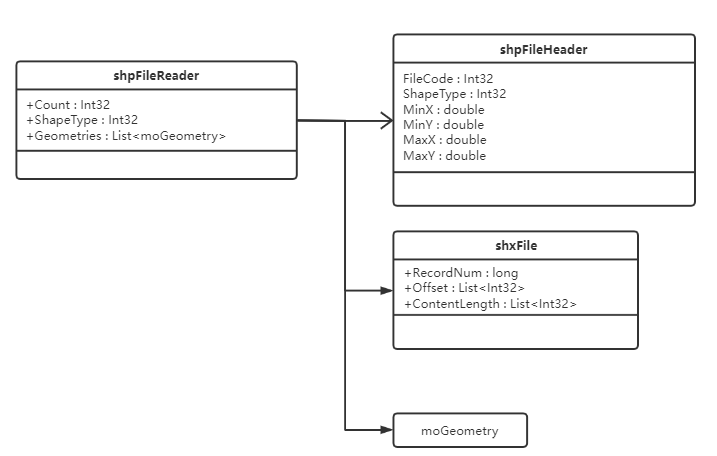 shpFileReader
+Count : Int32
+ShapeType : Int32
+Geometries : List<moGeometry>
shpFileHeader
FileCode : Int32
ShapeType : Int32
MinX : double
MinY : double
MaxX : double
MaxY : double
shxFile
+RecordNum : long
+Offset : List<Int32>
+ContentLength : List<Int32>
moGeometry